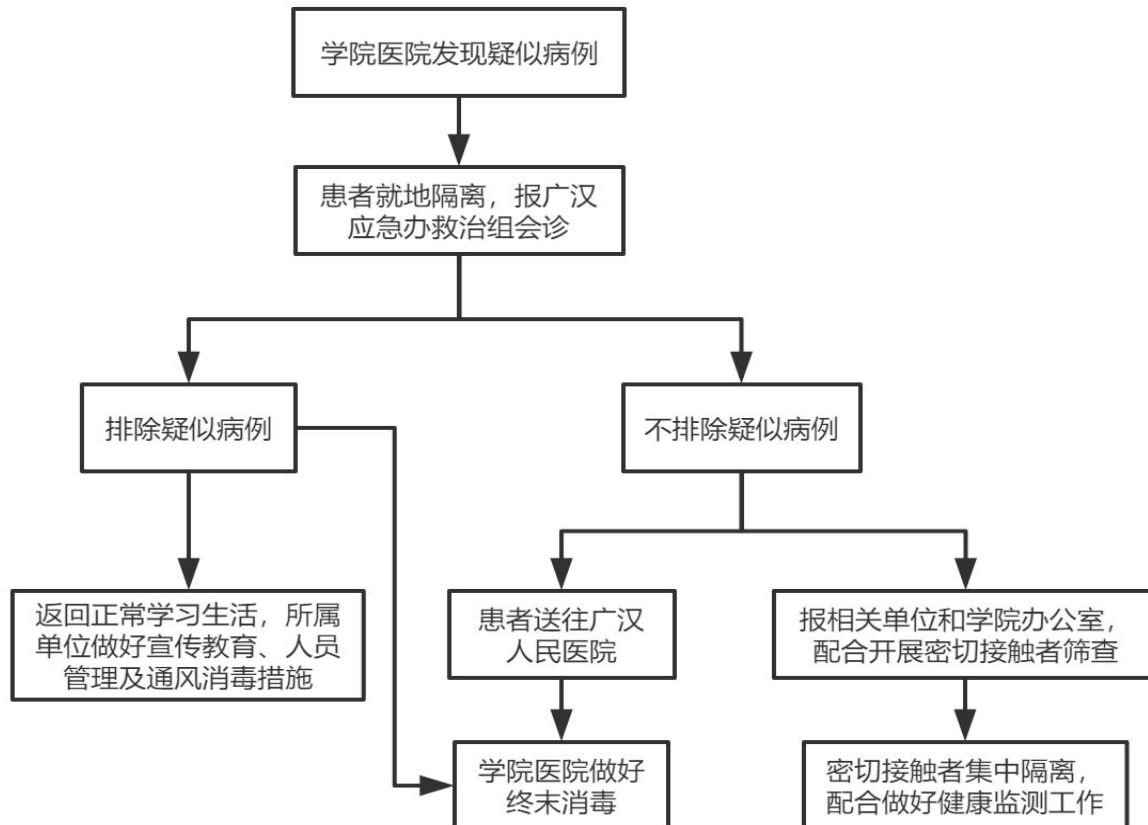 学院医院发现疑似病例
患者就地隔离，报广汉
应急办救治组会诊
排除疑似病例
不排除疑似病例
返回正常学习生活，所属
单位做好宣传教育、人员
管理及通风消毒措施
患者送往广汉
人民医院
报相关单位和学院办公室，
配合开展密切接触者筛查
学院医院做好
终末消毒
密切接触者集中隔离，
配合做好健康监测工作